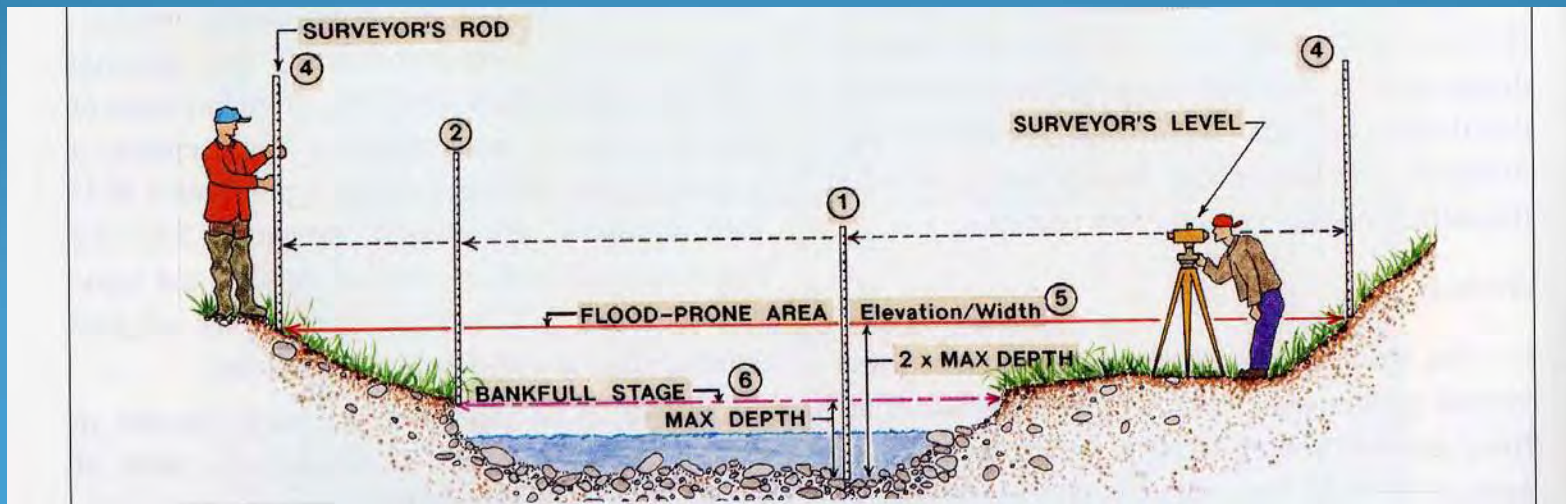 SURVEYOR'S ROD
4
4
2
SURVEYOR'S LEVEL
1
FLOOD-PRONE AREA Elevation/Width 5
2 x MAX DEPTH
BANKFULL STAGE 6
MAX DEPTH